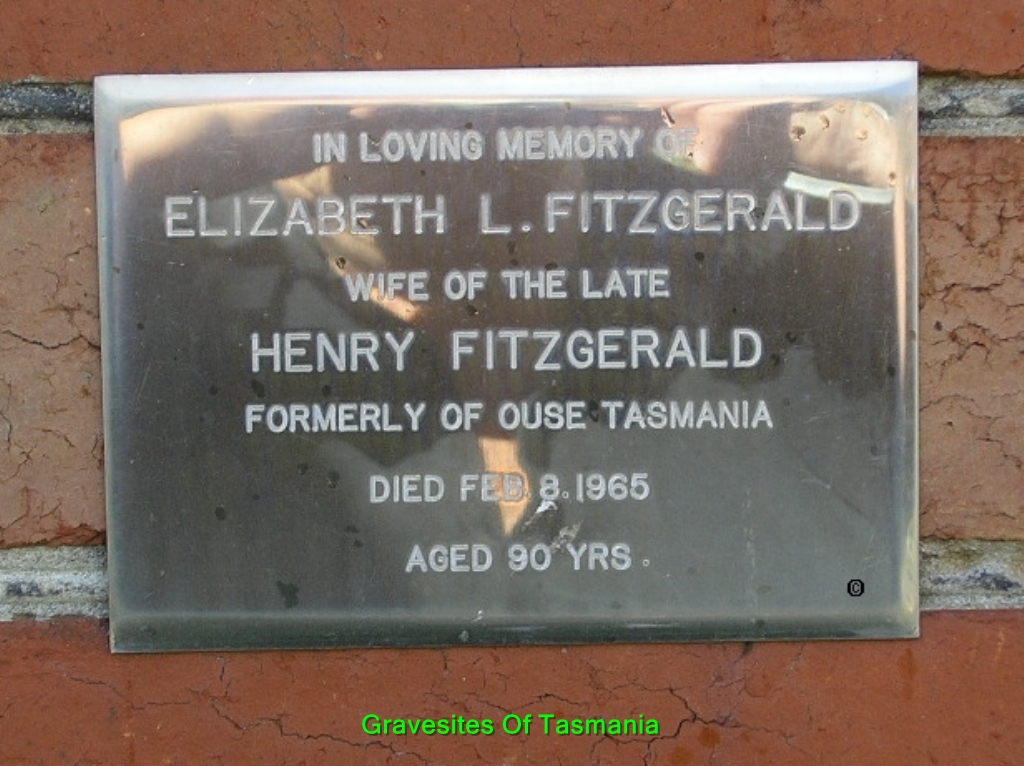 IN LOVING MEMORY OF
ELIZABETH L. FITZGERALD
WIFE OF THE LATE
HENRY FITZGERALD
FORMERLY OF OUSE TASMANIA
DIED FEB. 8. 1965
AGED 90 YRS.
©
Gravesites Of Tasmania